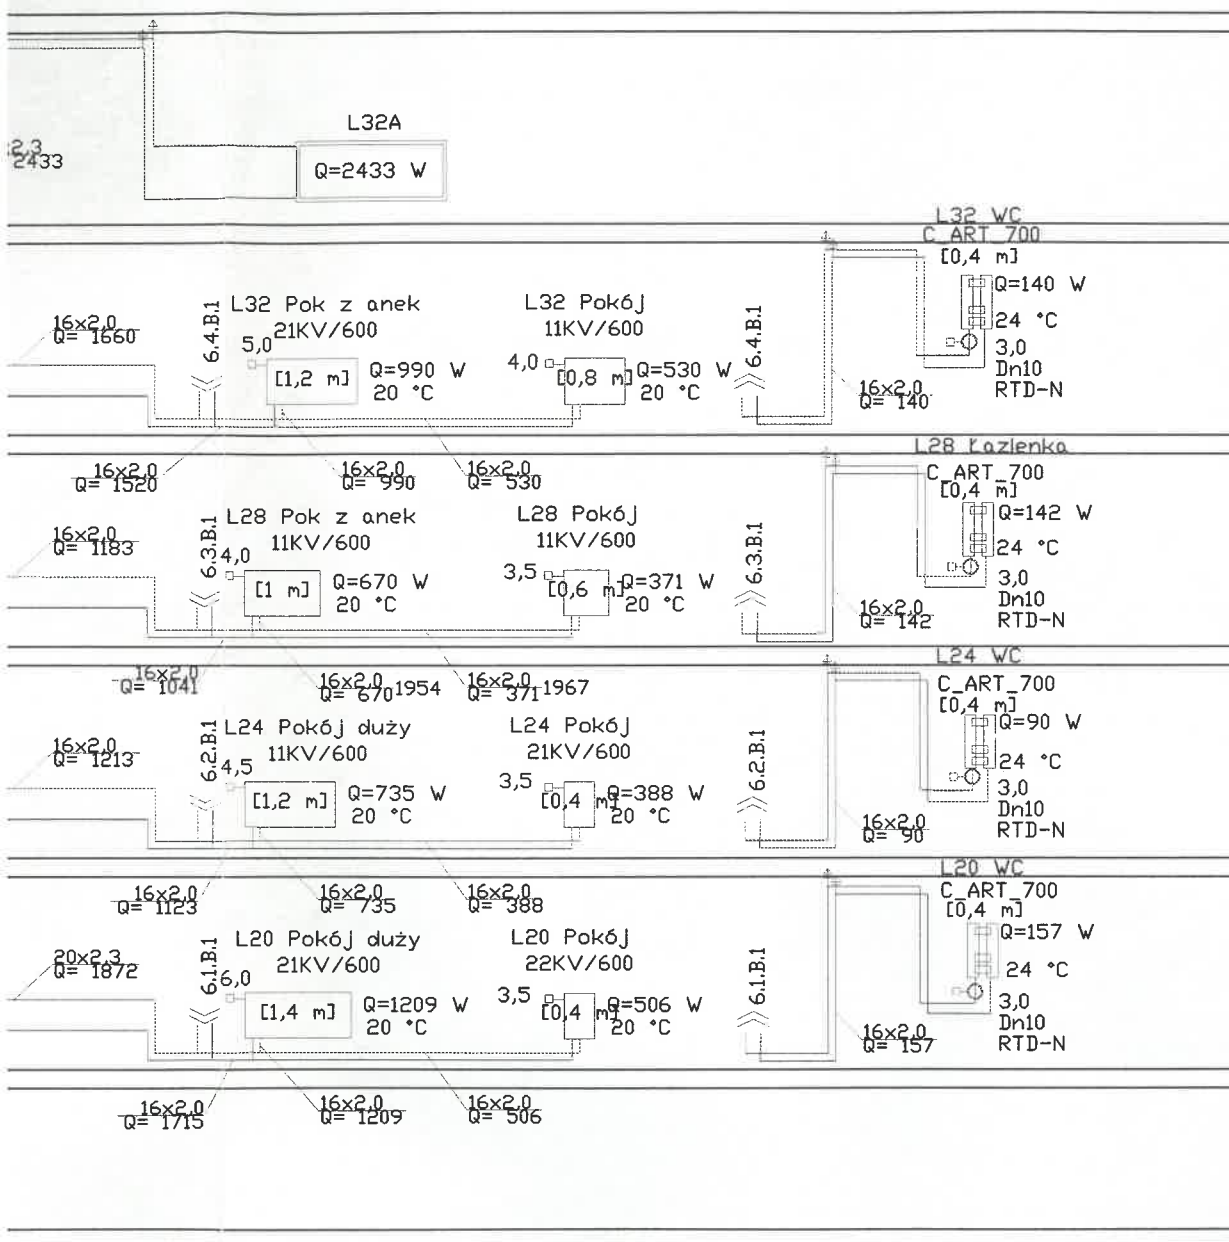 L32A
2,3
2433
Q=2433 W
L32 WC
C_ART_700
[0,4 m]
Q=140 W
24 °C
3,0
Dn10
RTD-N
16x2,0
Q= 1660
6.4.B.1
L32 Pok z anek
21KV/600
5,0
[1,2 m]
Q=990 W
20 °C
L32 Pokój
11KV/600
4,0
[0,8 m]
Q=530 W
20 °C
6.4.B.1
16x2,0
Q= 140
16x2,0
Q= 1520
16x2,0
Q= 990
16x2,0
Q= 530
L28 Łazienka
C_ART_700
[0,4 m]
Q=142 W
24 °C
3,0
Dn10
RTD-N
16x2,0
Q= 1183
6.3.B.1
L28 Pok z anek
11KV/600
4,0
[1 m]
Q=670 W
20 °C
L28 Pokój
11KV/600
3,5
[0,6 m]
Q=371 W
20 °C
6.3.B.1
16x2,0
Q= 142
16x2,0
Q= 1041
16x2,0
Q= 670
1954
16x2,0
Q= 371
1967
L24 WC
C_ART_700
[0,4 m]
Q=90 W
24 °C
3,0
Dn10
RTD-N
16x2,0
Q= 1213
6.2.B.1
L24 Pokój duży
11KV/600
4,5
[1,2 m]
Q=735 W
20 °C
L24 Pokój
21KV/600
3,5
[0,4 m]
Q=388 W
20 °C
6.2.B.1
16x2,0
Q= 90
16x2,0
Q= 1123
16x2,0
Q= 735
16x2,0
Q= 388
L20 WC
C_ART_700
[0,4 m]
Q=157 W
24 °C
3,0
Dn10
RTD-N
20x2,3
Q= 1872
6.1.B.1
L20 Pokój duży
21KV/600
6,0
[1,4 m]
Q=1209 W
20 °C
L20 Pokój
22KV/600
3,5
[0,4 m]
Q=506 W
20 °C
6.1.B.1
16x2,0
Q= 157
16x2,0
Q= 1715
16x2,0
Q= 1209
16x2,0
Q= 506